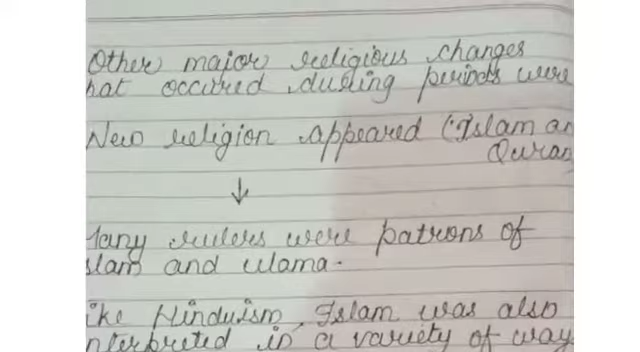 Other major religious changes
hat occured during periods were
New religion appeared (Islam an
Quran
↓
Many rulers were patrons of
slam and ulama.
ike Hinduism, Islam was also
nterpreted in a variety of way